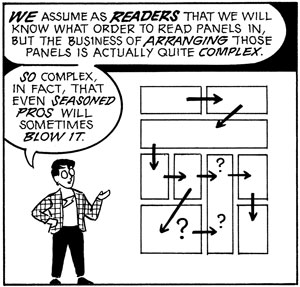 WE ASSUME AS READERS THAT WE WILL
KNOW WHAT ORDER TO READ PANELS IN,
BUT THE BUSINESS OF ARRANGING THOSE
PANELS IS ACTUALLY QUITE COMPLEX.
SO COMPLEX,
IN FACT, THAT
EVEN SEASONED
PROS WILL
SOMETIMES
BLOW IT.
?
? ?